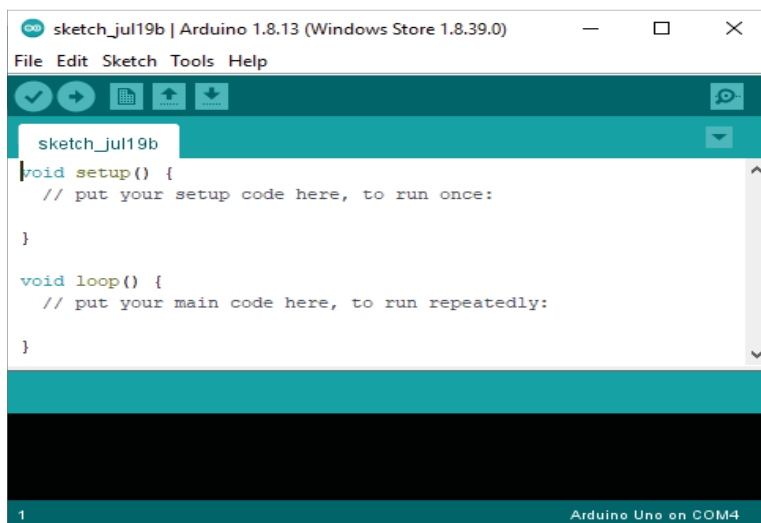 sketch_jul19b | Arduino 1.8.13 (Windows Store 1.8.39.0)
File Edit Sketch Tools Help
sketch_jul19b
void setup() {
  // put your setup code here, to run once:
}
void loop() {
  // put your main code here, to run repeatedly:
}
1 Arduino Uno on COM4